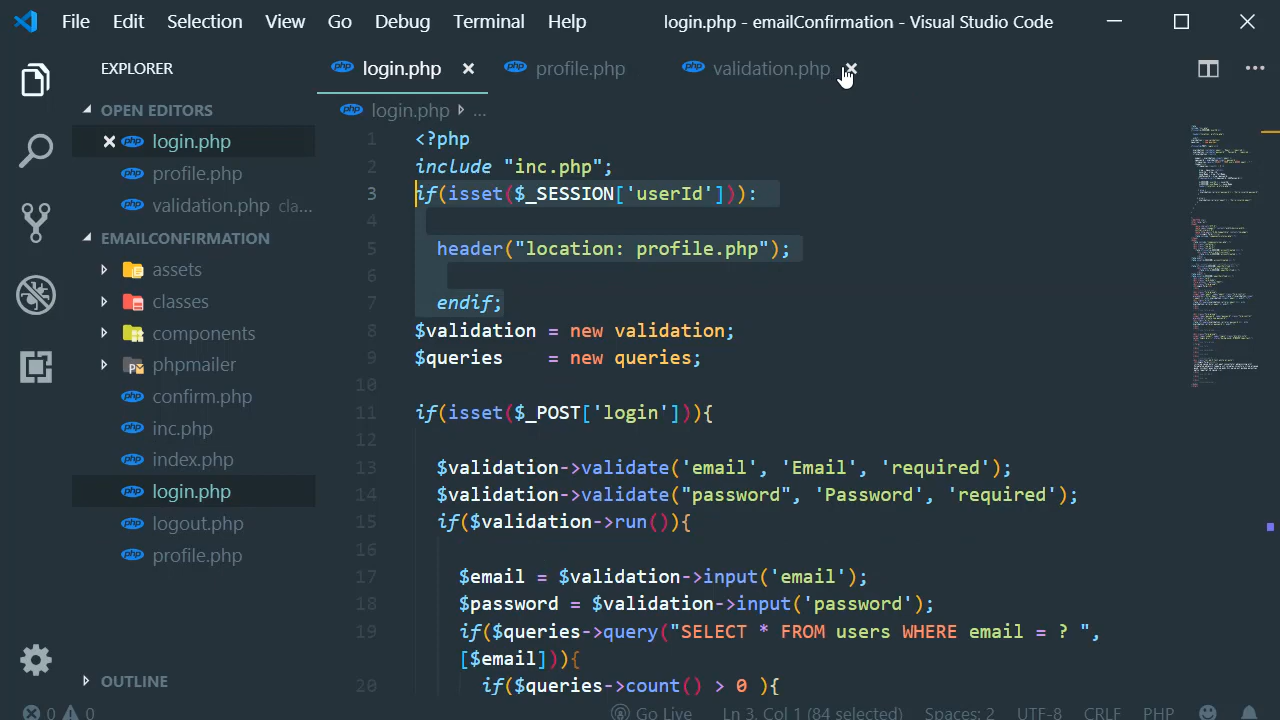 File Edit Selection View Go Debug Terminal Help login.php - emailConfirmation - Visual Studio Code
EXPLORER
OPEN EDITORS
login.php
profile.php
validation.php cla...
EMAILCONFIRMATION
assets
classes
components
phpmailer
confirm.php
inc.php
index.php
login.php
logout.php
profile.php
OUTLINE
php login.php php profile.php php validation.php
php login.php ...
1 <?php
2 include "inc.php";
3 if(isset($_SESSION['userId'])):
4
5 header("location: profile.php");
6
7 endif;
8 $validation = new validation;
9 $queries = new queries;
10
11 if(isset($_POST['login'])){
12
13 $validation->validate('email', 'Email', 'required');
14 $validation->validate("password", 'Password', 'required');
15 if($validation->run()){
16
17 $email = $validation->input('email');
18 $password = $validation->input('password');
19 if($queries->query("SELECT * FROM users WHERE email = ? ",
[$email])){
20 if($queries->count() > 0 ){
0 0 Go Live Ln 3, Col 1 (84 selected) Spaces: 2 UTF-8 CRLF PHP